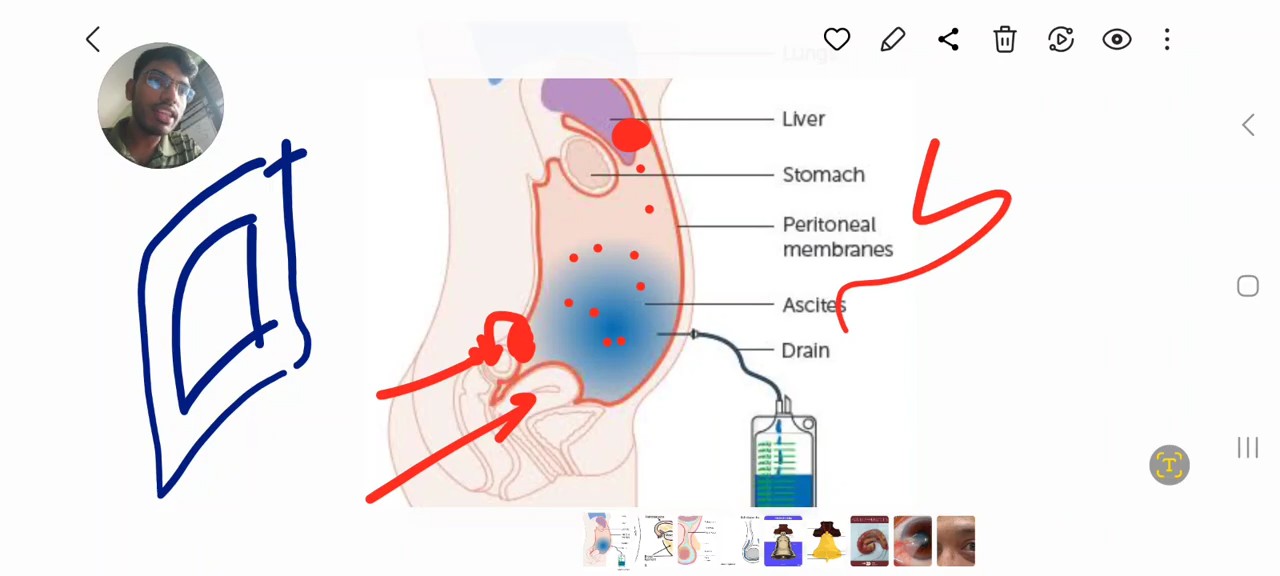 Lungs
Liver
Stomach
Peritoneal
membranes
Ascites
Drain
T